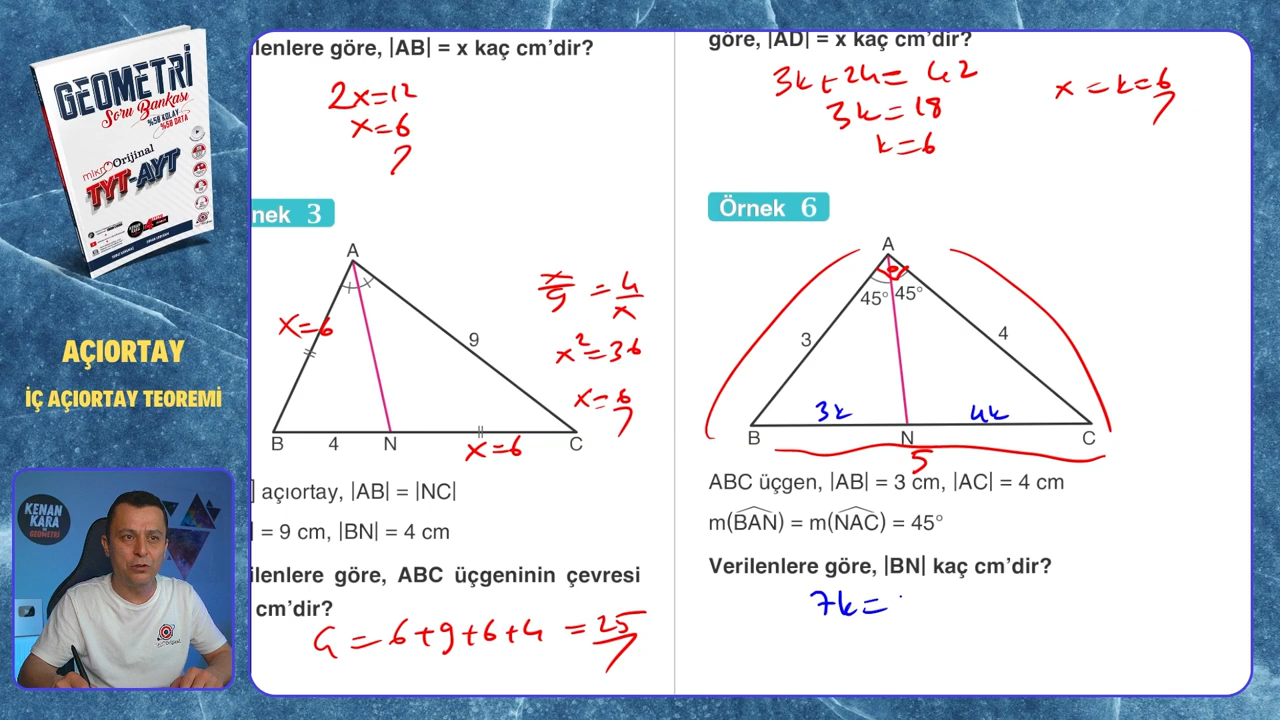 GEOMETRİ
Soru Bankası
%50 KOLAY
%50 ORTA
mikro Orijinal
TYT-AYT
AÇIORTAY
İÇ AÇIORTAY TEOREMİ
KENAN
KARA
ile
GEOMETRİ
ilenlere göre, |AB| = x kaç cm'dir?
2x=12
x=6
nek 3
A
x=6
9
B 4 N C
x=6
x/9 = 4/x
x²=36
x=6
] açıortay, |AB| = |NC|
| = 9 cm, |BN| = 4 cm
ilenlere göre, ABC üçgeninin çevresi
cm'dir?
Ç = 6+9+6+4 = 25
göre, |AD| = x kaç cm'dir?
3k+24= 42
3k=18
k=6
x=k=6
Örnek 6
A
45° 45°
3
4
3k 4k
B N C
5
ABC üçgen, |AB| = 3 cm, |AC| = 4 cm
m(BAN) = m(NAC) = 45°
Verilenlere göre, |BN| kaç cm'dir?
7k=